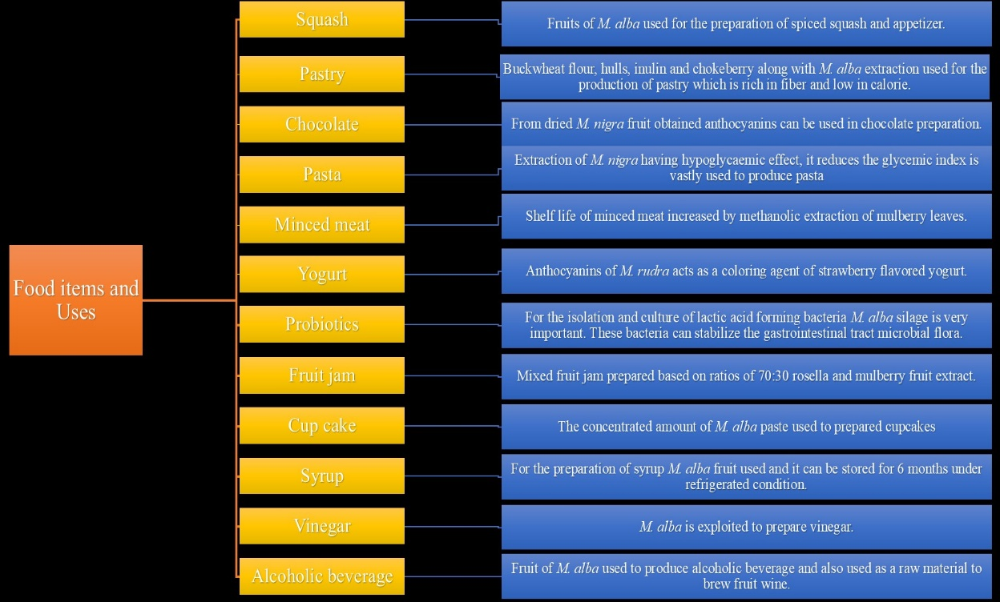 Food items and
Uses
Squash
Fruits of M. alba used for the preparation of spiced squash and appetizer.
Pastry
Buckwheat flour, hulls, inulin and chokeberry along with M. alba extraction used for the
production of pastry which is rich in fiber and low in calorie.
Chocolate
From dried M. nigra fruit obtained anthocyanins can be used in chocolate preparation.
Pasta
Extraction of M. nigra having hypoglycaemic effect, it reduces the glycemic index is
vastly used to produce pasta
Minced meat
Shelf life of minced meat increased by methanolic extraction of mulberry leaves.
Yogurt
Anthocyanins of M. rudra acts as a coloring agent of strawberry flavored yogurt.
Probiotics
For the isolation and culture of lactic acid forming bacteria M. alba silage is very
important. These bacteria can stabilize the gastrointestinal tract microbial flora.
Fruit jam
Mixed fruit jam prepared based on ratios of 70:30 rosella and mulberry fruit extract.
Cup cake
The concentrated amount of M. alba paste used to prepared cupcakes
Syrup
For the preparation of syrup M. alba fruit used and it can be stored for 6 months under
refrigerated condition.
Vinegar
M. alba is exploited to prepare vinegar.
Alcoholic beverage
Fruit of M. alba used to produce alcoholic beverage and also used as a raw material to
brew fruit wine.